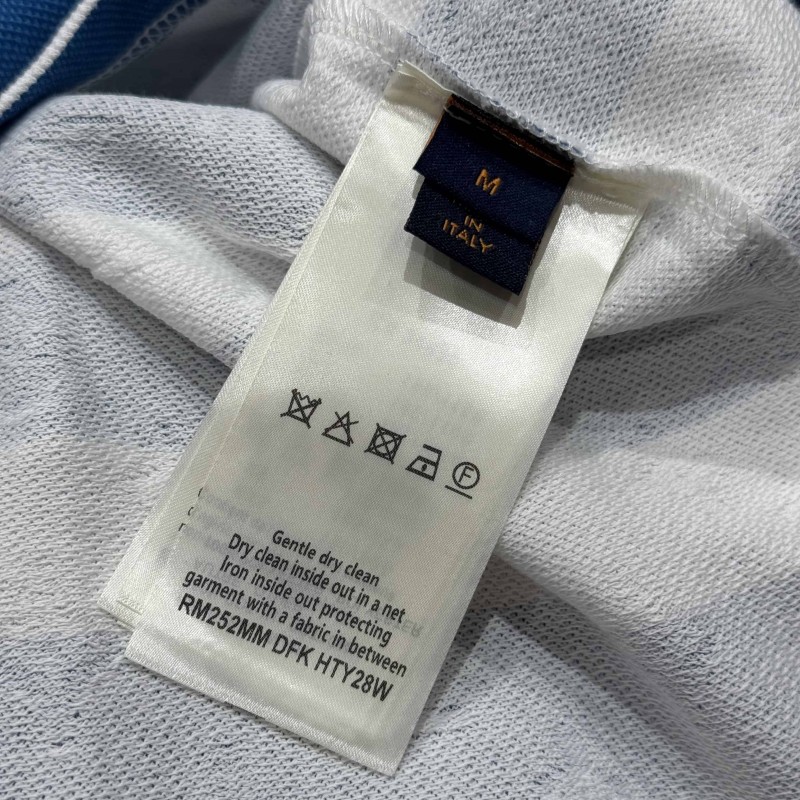 M
IN
ITALY
F
Gentle dry clean
Dry clean inside out in a net
Iron inside out protecting
garment with a fabric in between
RM252MM DFK HTY28W